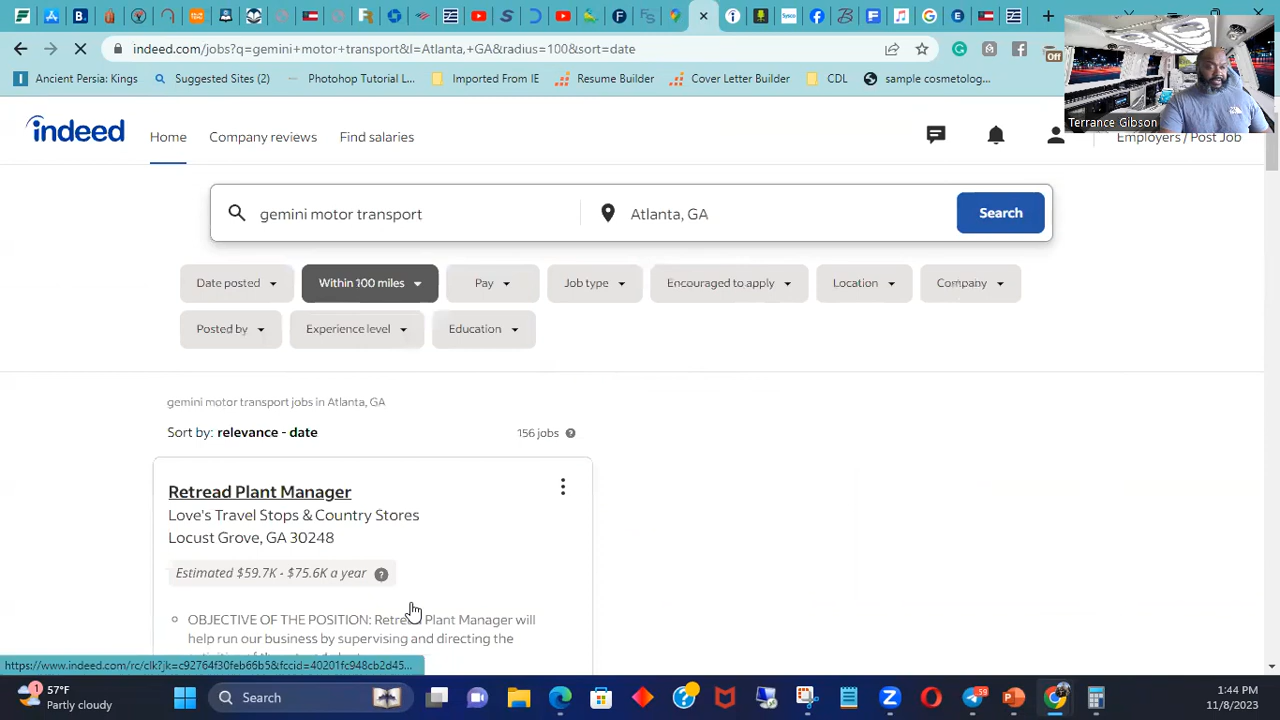 indeed.com/jobs?q=gemini+motor+transport&l=Atlanta,+GA&radius=100&sort=date
Off
Ancient Persia: Kings
Suggested Sites (2)
Photohop Tutorial L...
Imported From IE
Resume Builder
Cover Letter Builder
CDL
sample cosmetolog...
Terrance Gibson
indeed
Home
Company reviews
Find salaries
Employers / Post Job
gemini motor transport
Atlanta, GA
Search
Date posted
Within 100 miles
Pay
Job type
Encouraged to apply
Location
Company
Posted by
Experience level
Education
gemini motor transport jobs in Atlanta, GA
Sort by: relevance - date
156 jobs
Retread Plant Manager
Love's Travel Stops & Country Stores
Locust Grove, GA 30248
Estimated $59.7K - $75.6K a year
OBJECTIVE OF THE POSITION: Retread Plant Manager will
help run our business by supervising and directing the
https://www.indeed.com/rc/clk?jk=c92764f30feb66b5&fccid=40201fc948cb2d45...
1
57°F
Partly cloudy
Search
59
1:44 PM
11/8/2023